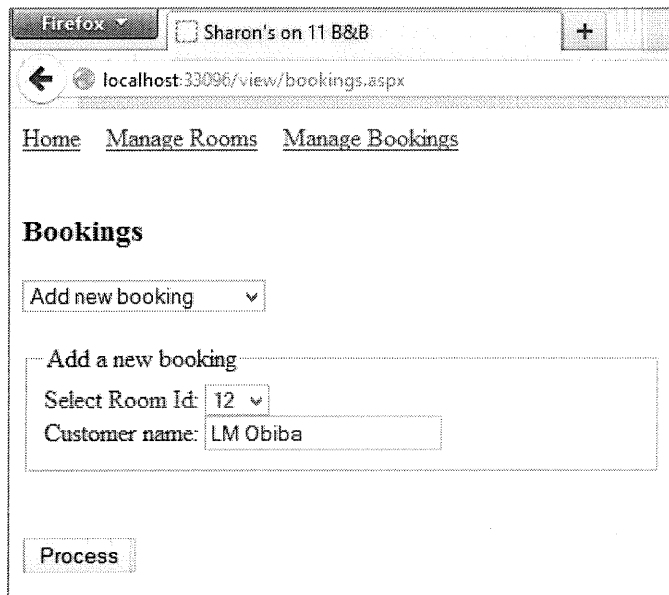 Firefox
Sharon's on 11 B&B
+
localhost:33096/view/bookings.aspx
Home Manage Rooms Manage Bookings
Bookings
Add new booking
Add a new booking
Select Room Id: 12
Customer name: LM Obiba
Process